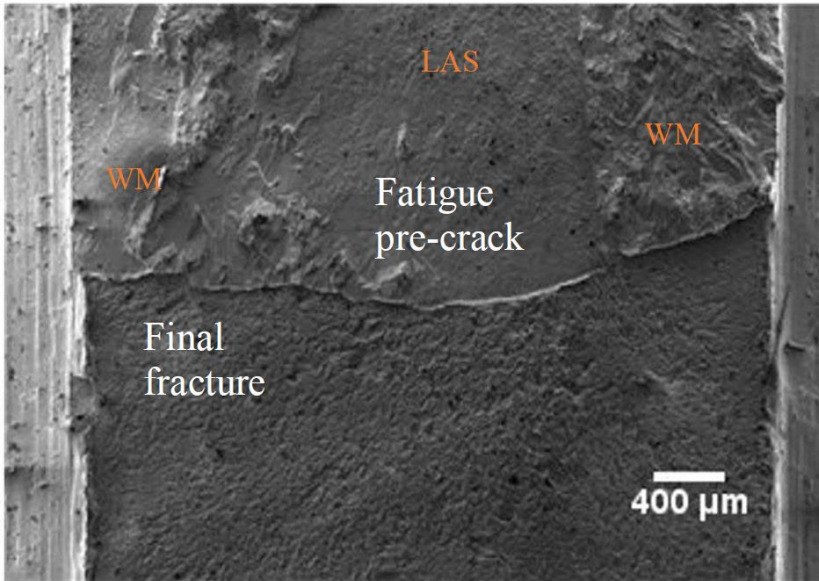 LAS
WM
WM
Fatigue
pre-crack
Final
fracture
400 μm